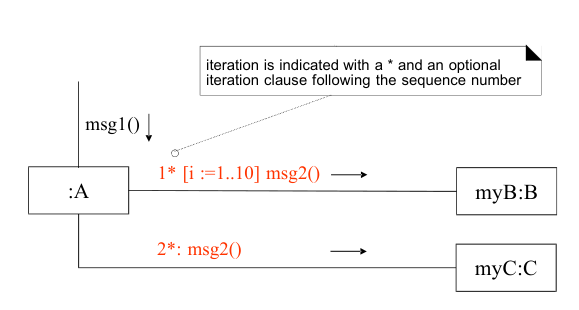 iteration is indicated with a * and an optional
iteration clause following the sequence number
msg1()
1* [i :=1..10] msg2()
:A
myB:B
2*: msg2()
myC:C